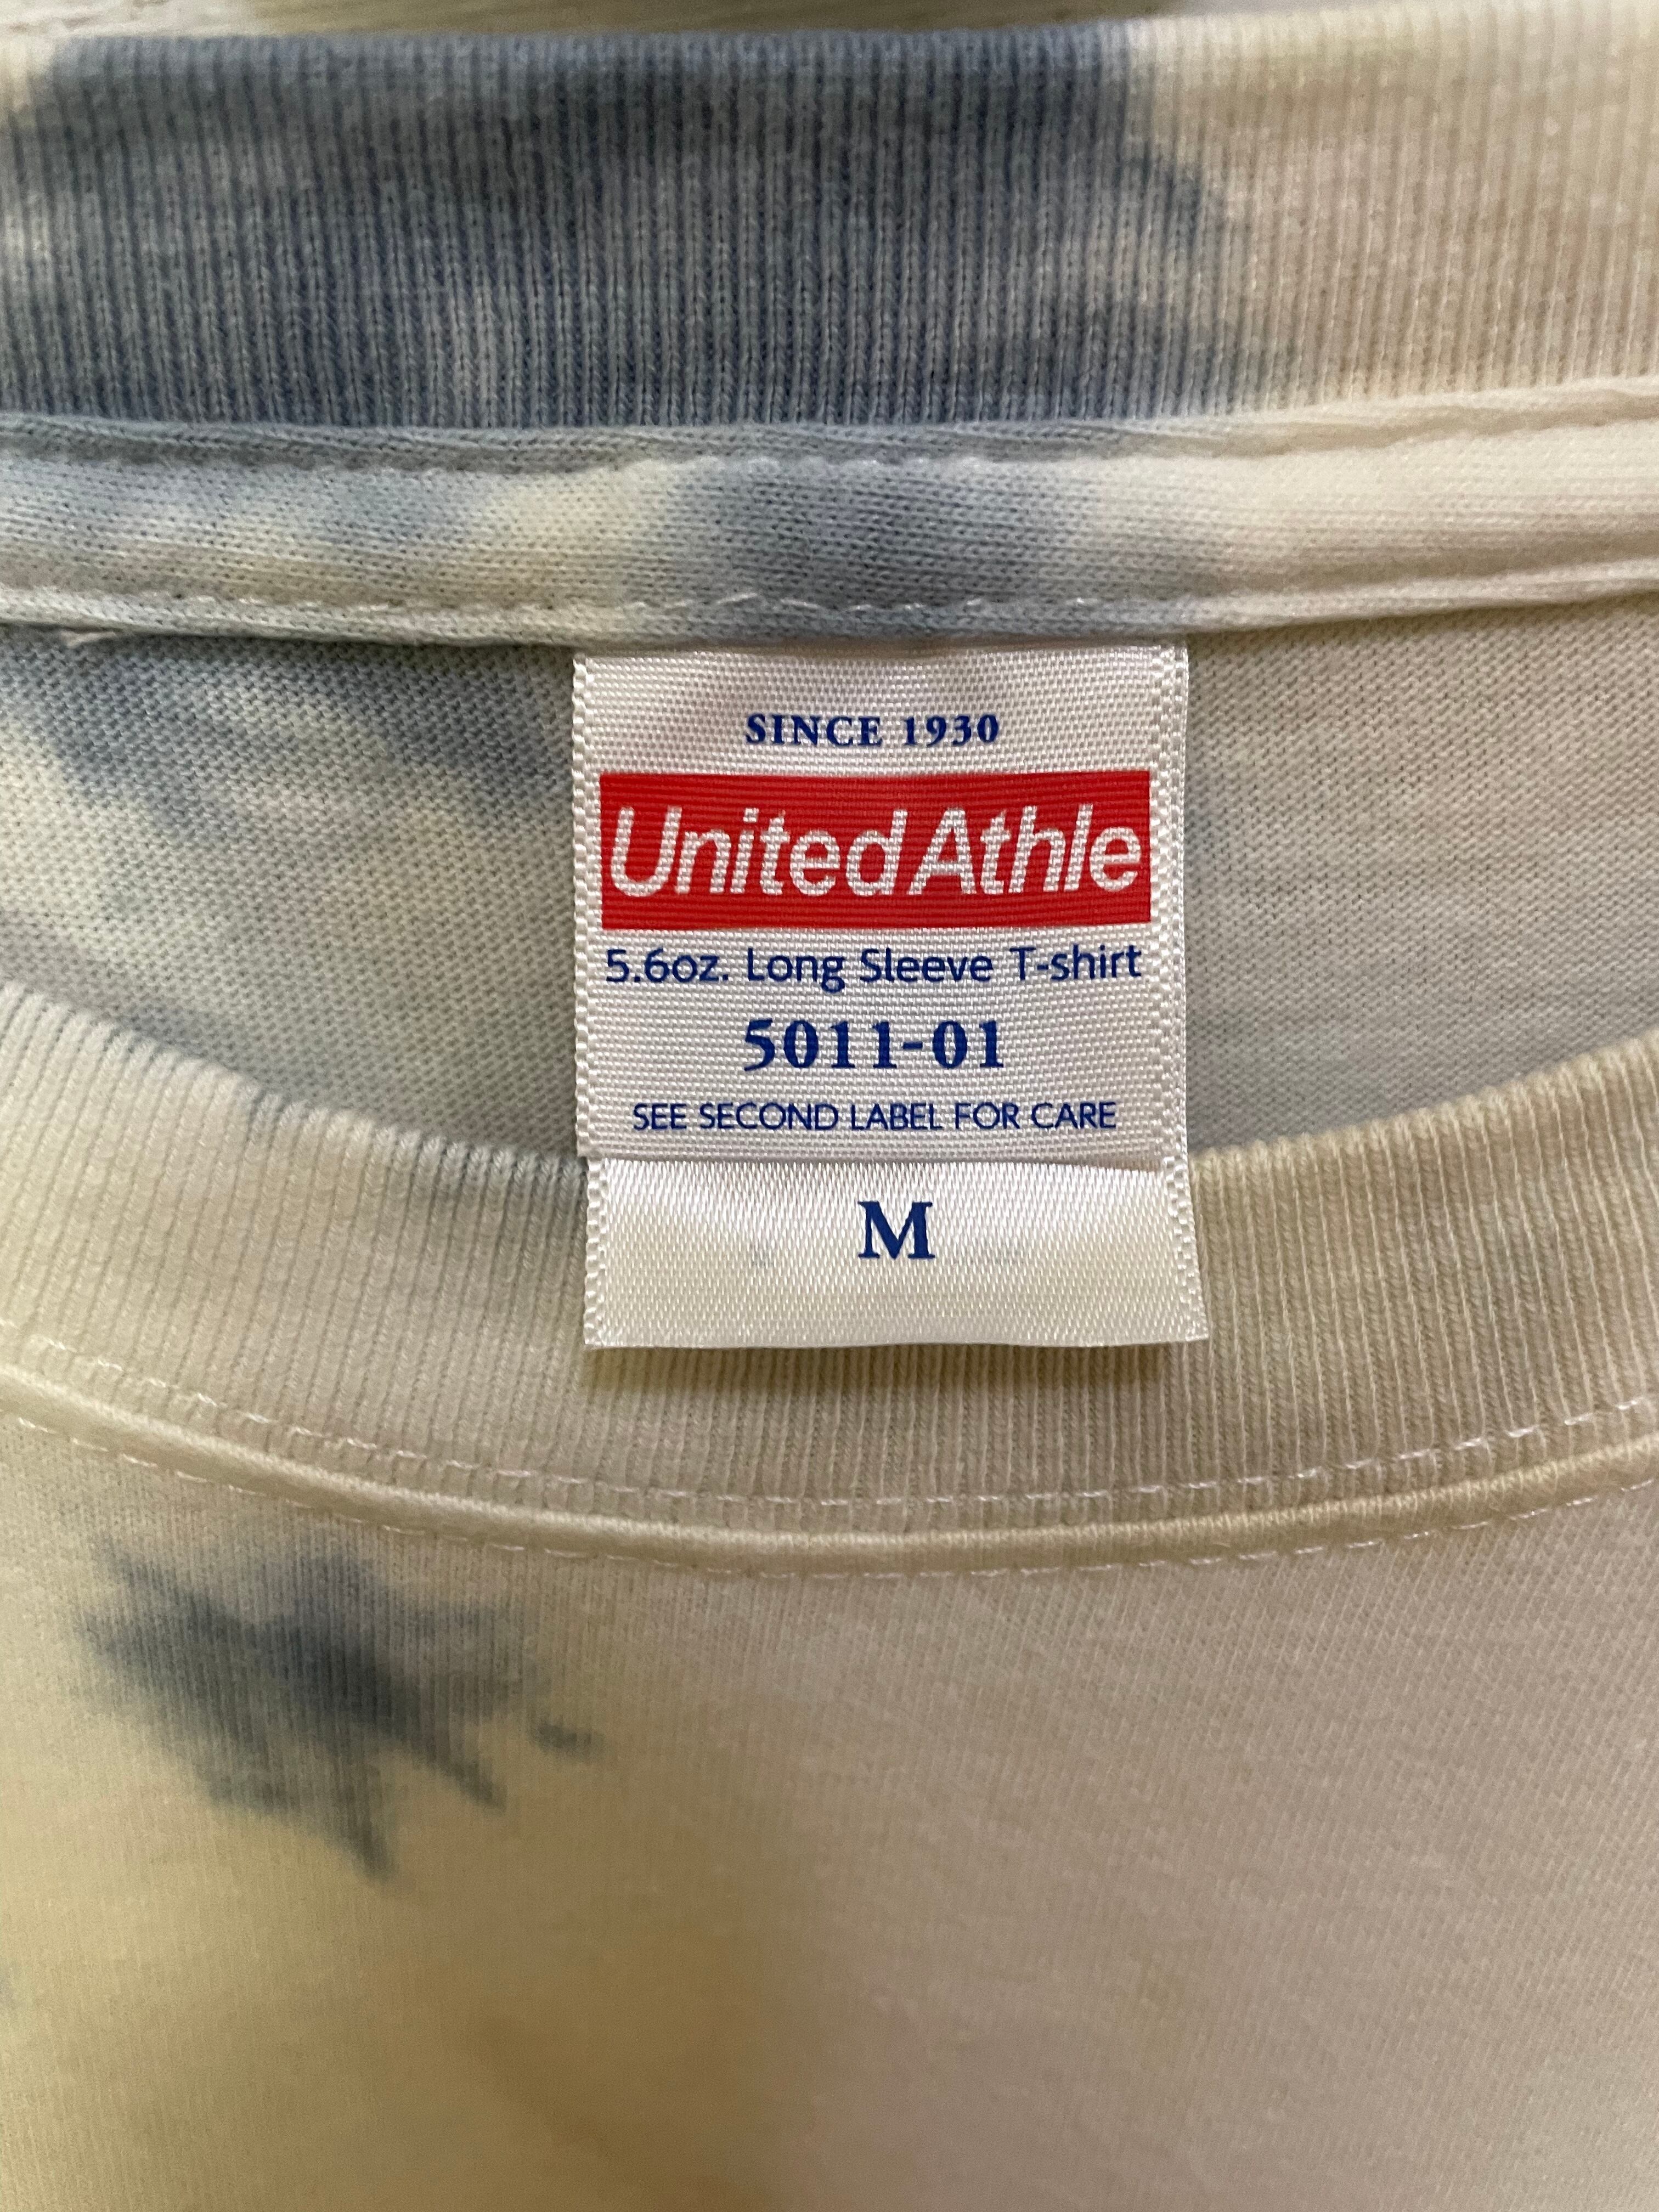 SINCE 1930
United Athle
5.6oz. Long Sleeve T-shirt
5011-01
SEE SECOND LABEL FOR CARE
M